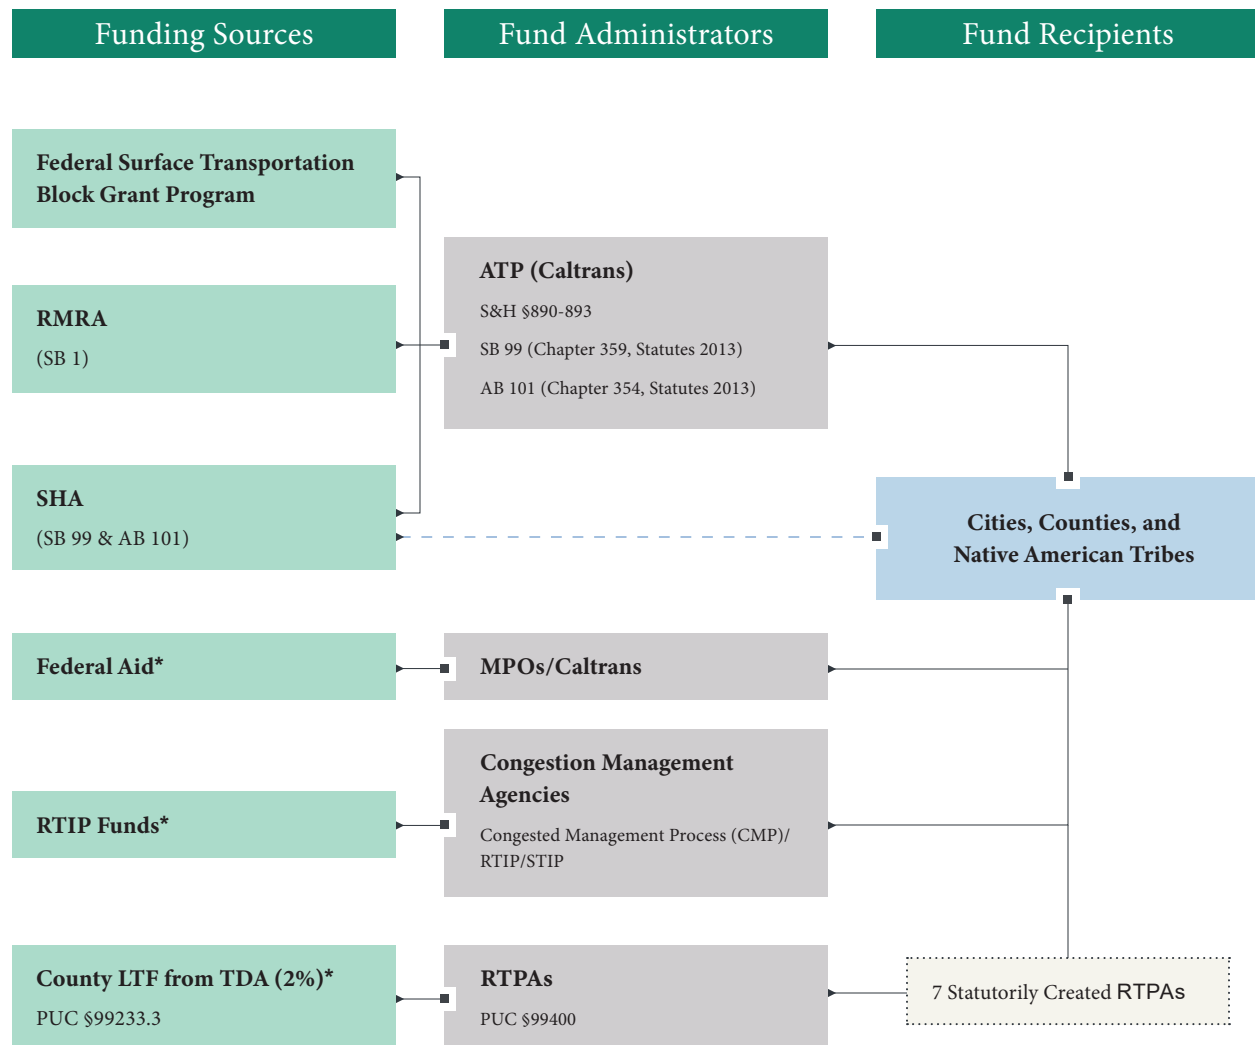 Funding Sources
Fund Administrators
Fund Recipients
Federal Surface Transportation
Block Grant Program
RMRA
(SB 1)
SHA
(SB 99 & AB 101)
Federal Aid*
RTIP Funds*
County LTF from TDA (2%)*
PUC §99233.3
ATP (Caltrans)
S&H §890-893
SB 99 (Chapter 359, Statutes 2013)
AB 101 (Chapter 354, Statutes 2013)
MPOs/Caltrans
Congestion Management
Agencies
Congested Management Process (CMP)/
RTIP/STIP
RTPAs
PUC §99400
Cities, Counties, and
Native American Tribes
7 Statutorily Created RTPAs